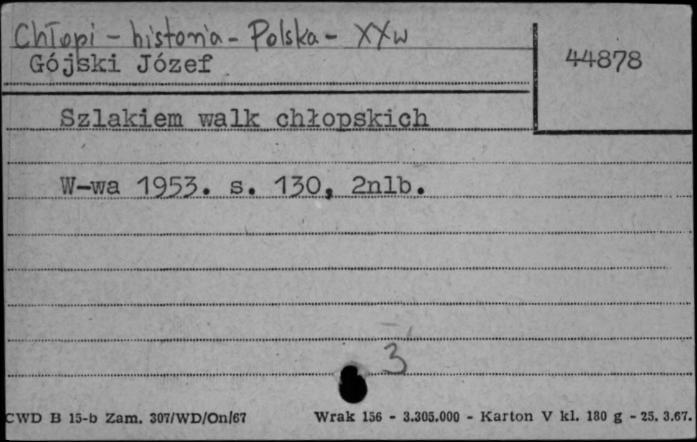 Chłopi - historia - Polska - XX w
Gójski Józef
44878
Szlakiem walk chłopskich
W-wa 1953. s. 130, 2nlb.
3
CWD B 15-b Zam. 307/WD/On/67 Wrak 156 - 3.305.000 - Karton V kl. 180 g - 25. 3.67.